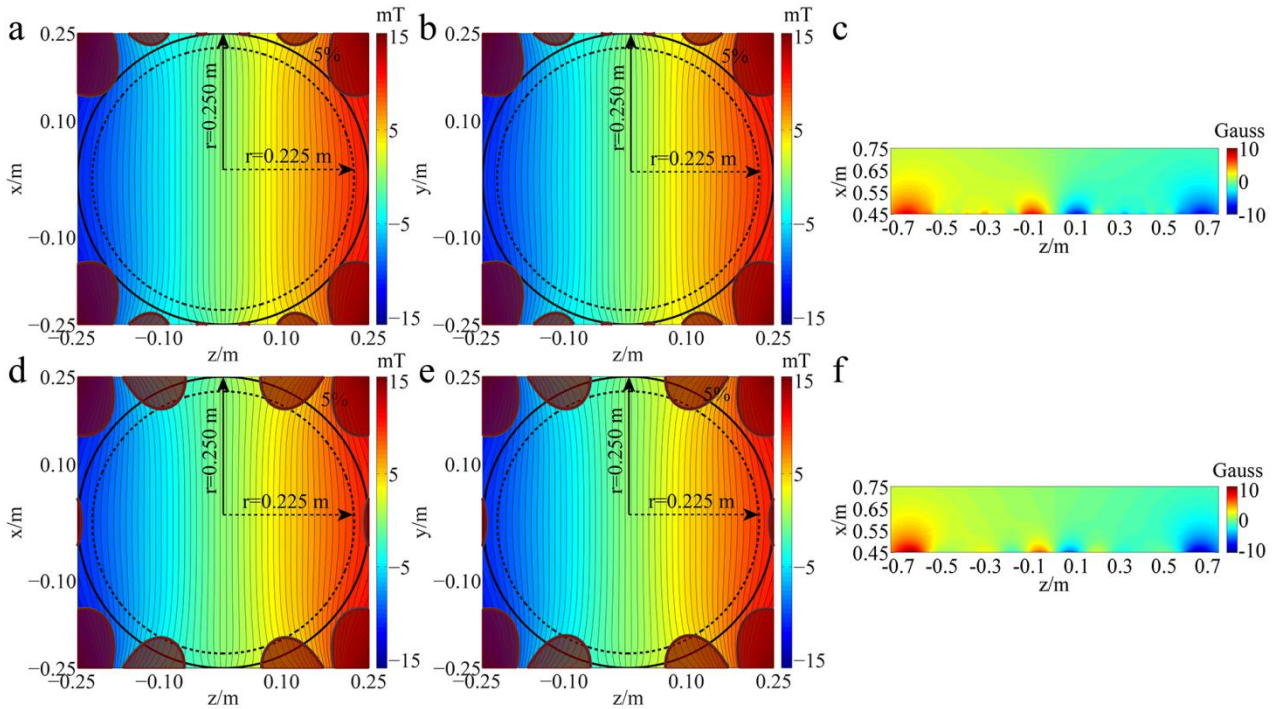 a
mT
0.25
0.10
−0.10
−0.25
x/m
−0.25
−0.10
0.10
0.25
z/m
5%
r=0.250 m
r=0.225 m
15
5
−5
−15
b
mT
0.25
0.10
−0.10
−0.25
y/m
−0.25
−0.10
0.10
0.25
z/m
5%
r=0.250 m
r=0.225 m
15
5
−5
−15
c
Gauss
0.75
0.65
0.55
0.45
x/m
-0.7
-0.5
-0.3
-0.1
0.1
0.3
0.5
0.7
z/m
10
0
-10
d
mT
0.25
0.10
−0.10
−0.25
x/m
−0.25
−0.10
0.10
0.25
z/m
5%
r=0.250 m
r=0.225 m
15
5
−5
−15
e
mT
0.25
0.10
−0.10
−0.25
y/m
−0.25
−0.10
0.10
0.25
z/m
5%
r=0.250 m
r=0.225 m
15
5
−5
−15
f
Gauss
0.75
0.65
0.55
0.45
x/m
-0.7
-0.5
-0.3
-0.1
0.1
0.3
0.5
0.7
z/m
10
0
-10